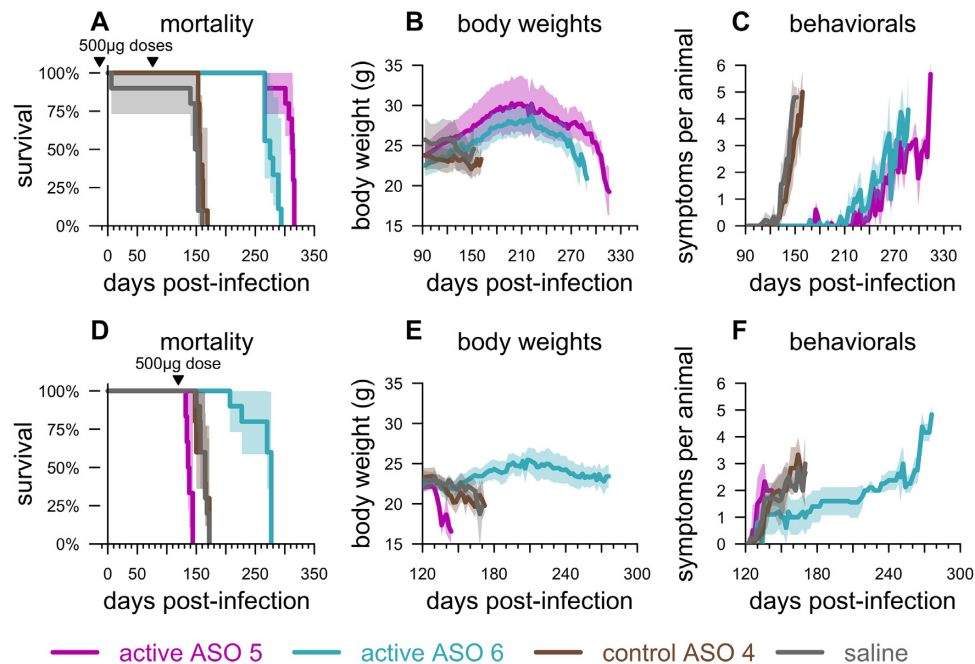 A mortality
500µg doses
100%
75%
50%
25%
0%
survival
0 50 150 250 350
days post-infection
B body weights
35
30
25
20
15
body weight (g)
90 150 210 270 330
days post-infection
C behaviorals
6
5
4
3
2
1
0
symptoms per animal
90 150 210 270 330
days post-infection
D mortality
500µg dose
100%
75%
50%
25%
0%
survival
0 50 150 250 350
days post-infection
E body weights
35
30
25
20
15
body weight (g)
120 180 240 300
days post-infection
F behaviorals
6
5
4
3
2
1
0
symptoms per animal
120 180 240 300
days post-infection
active ASO 5 active ASO 6 control ASO 4 saline